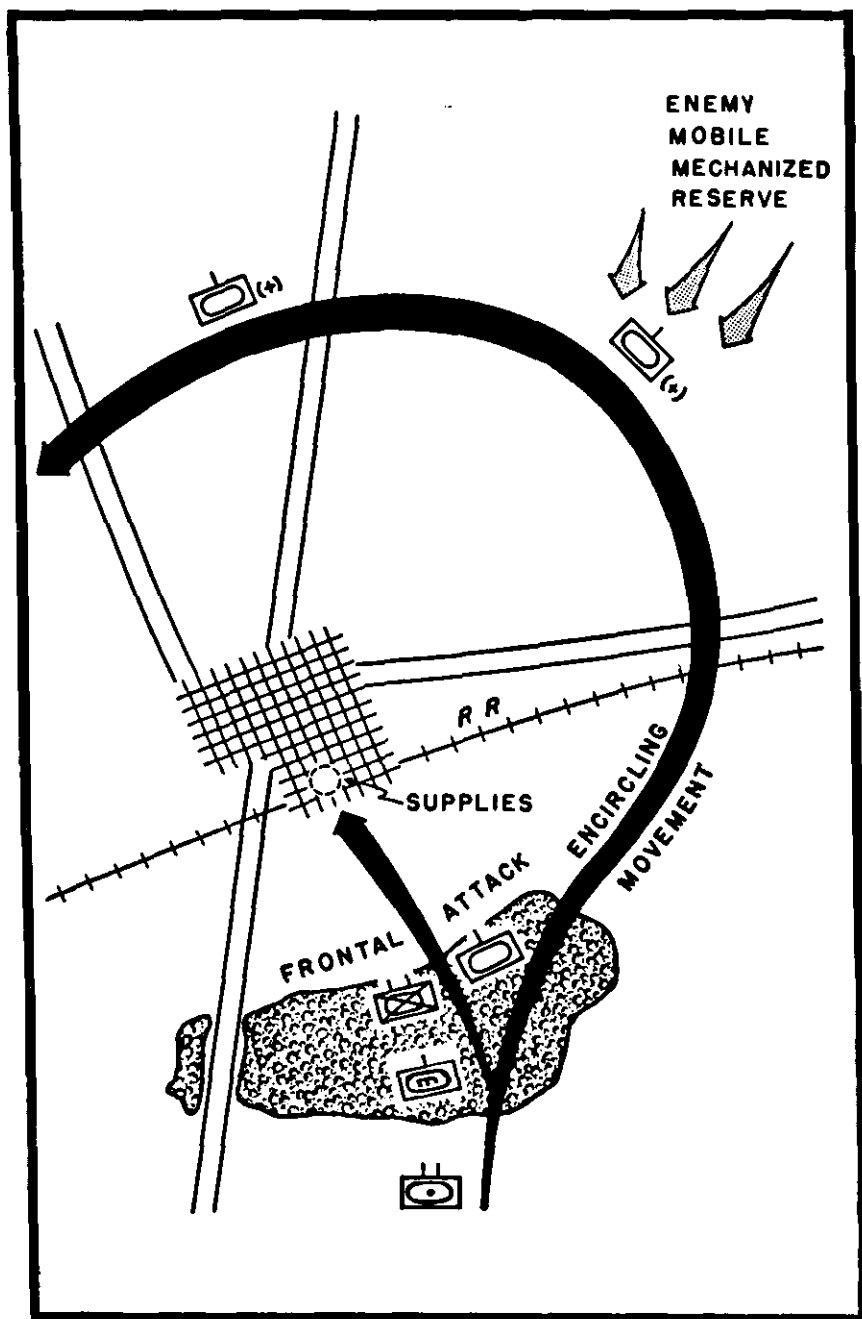 ENEMY
MOBILE
MECHANIZED
RESERVE
(+)
(x)
R R
SUPPLIES
ENCIRCLING
MOVEMENT
FRONTAL ATTACK
E